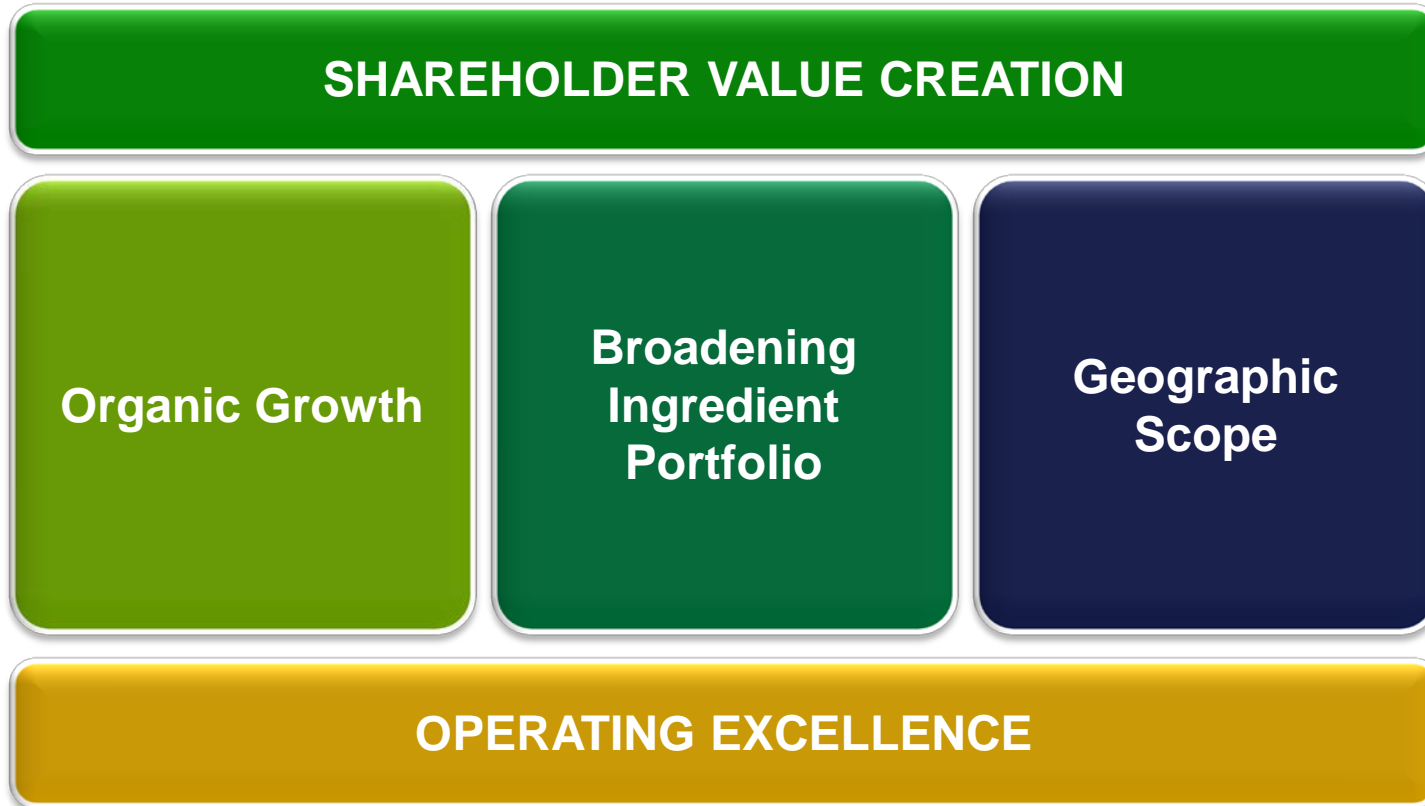 SHAREHOLDER VALUE CREATION
Organic Growth
Broadening
Ingredient
Portfolio
Geographic
Scope
OPERATING EXCELLENCE